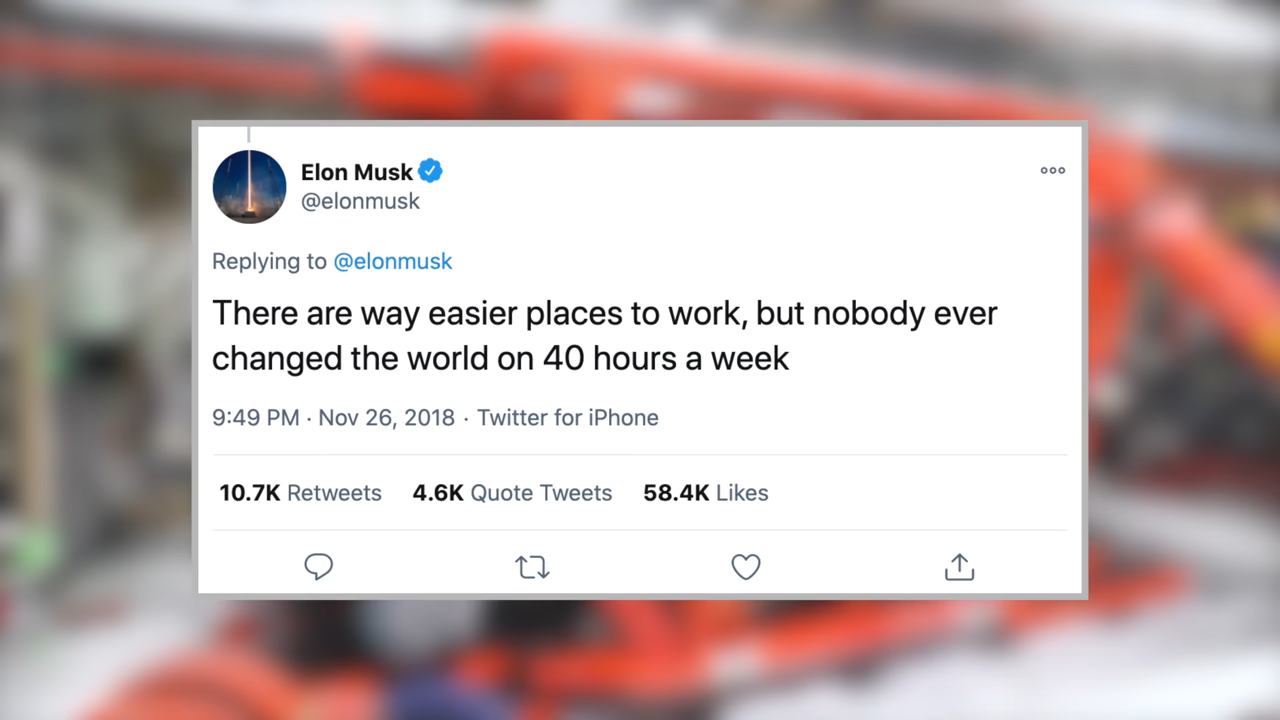 Elon Musk
@elonmusk
Replying to @elonmusk
There are way easier places to work, but nobody ever
changed the world on 40 hours a week
9:49 PM · Nov 26, 2018 · Twitter for iPhone
10.7K Retweets 4.6K Quote Tweets 58.4K Likes